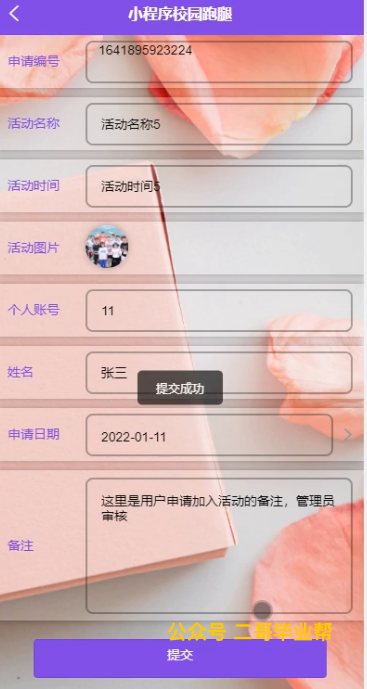 小程序校园跑腿
申请编号
1641895923224
活动名称
活动名称5
活动时间
活动时间5
活动图片
个人账号
11
姓名
张三
提交成功
申请日期
2022-01-11
备注
这里是用户申请加入活动的备注，管理员
审核
公众号 二哥毕业帮
提交